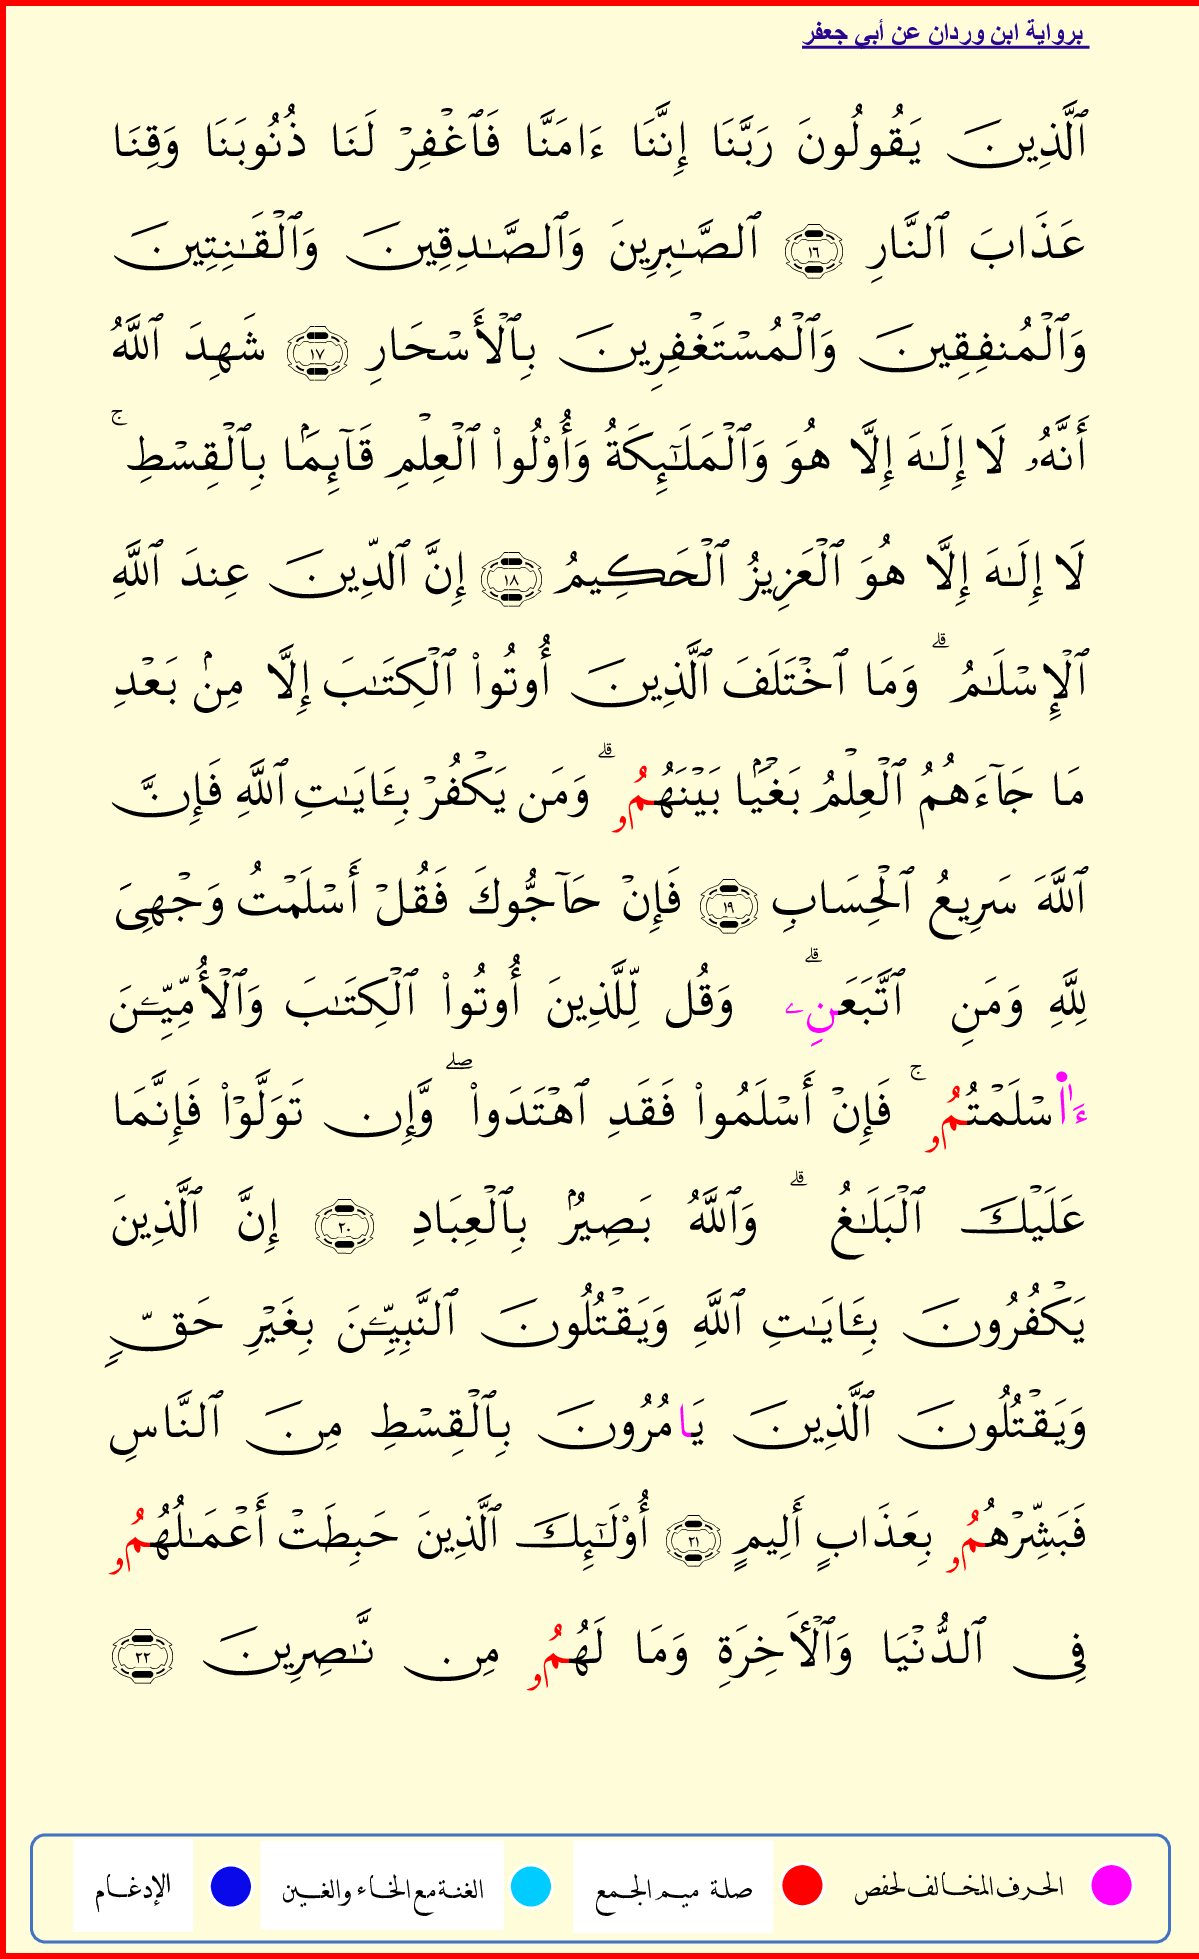 برواية ابن وردان عن أبي جعفر
ٱلَّذِينَ يَقُولُونَ رَبَّنَا إِنَّنَا ءَامَنَّا فَٱغْفِرْ لَنَا ذُنُوبَنَا وَقِنَا
عَذَابَ ٱلنَّارِ ١٦ ٱلصَّٰبِرِينَ وَٱلصَّٰدِقِينَ وَٱلْقَٰنِتِينَ
وَٱلْمُنفِقِينَ وَٱلْمُسْتَغْفِرِينَ بِٱلْأَسْحَارِ ١٧ شَهِدَ ٱللَّهُ
أَنَّهُۥ لَا إِلَٰهَ إِلَّا هُوَ وَٱلْمَلَٰٓئِكَةُ وَأُو۟لُوا۟ ٱلْعِلْمِ قَآئِمَۢا بِٱلْقِسْطِ ۚ
لَا إِلَٰهَ إِلَّا هُوَ ٱلْعَزِيزُ ٱلْحَكِيمُ ١٨ إِنَّ ٱلدِّينَ عِندَ ٱللَّهِ
ٱلْإِسْلَٰمُ ۗ وَمَا ٱخْتَلَفَ ٱلَّذِينَ أُوتُوا۟ ٱلْكِتَٰبَ إِلَّا مِنۢ بَعْدِ
مَا جَآءَهُمُ ٱلْعِلْمُ بَغْيَۢا بَيْنَهُمُۥ ۗ وَمَن يَكْفُرْ بِـَٔايَٰتِ ٱللَّهِ فَإِنَّ
ٱللَّهَ سَرِيعُ ٱلْحِسَابِ ١٩ فَإِنْ حَآجُّوكَ فَقُلْ أَسْلَمْتُ وَجْهِىَ
لِلَّهِ وَمَنِ ٱتَّبَعَنِۦ ۗ وَقُل لِّلَّذِينَ أُوتُوا۟ ٱلْكِتَٰبَ وَٱلْأُمِّيِّـۧنَ
ءَا۬سْلَمْتُمُۥ ۚ فَإِنْ أَسْلَمُوا۟ فَقَدِ ٱهْتَدَوا۟ ۖ وَّإِن تَوَلَّوْا۟ فَإِنَّمَا
عَلَيْكَ ٱلْبَلَٰغُ ۗ وَٱللَّهُ بَصِيرُۢ بِٱلْعِبَادِ ٢٠ إِنَّ ٱلَّذِينَ
يَكْفُرُونَ بِـَٔايَٰتِ ٱللَّهِ وَيَقْتُلُونَ ٱلنَّبِيِّـۧنَ بِغَيْرِ حَقٍّ
وَيَقْتُلُونَ ٱلَّذِينَ يَامُرُونَ بِٱلْقِسْطِ مِنَ ٱلنَّاسِ
فَبَشِّرْهُمُۥ بِعَذَابٍ أَلِيمٍ ٢١ أُو۟لَٰٓئِكَ ٱلَّذِينَ حَبِطَتْ أَعْمَٰلُهُمُۥ
فِى ٱلدُّنْيَا وَٱلْأَخِرَةِ وَمَا لَهُمُۥ مِن نَّٰصِرِينَ ٢٢
الحرف المخالف لحفص صلة ميم الجمع الغنة مع الخاء والغين الإدغام